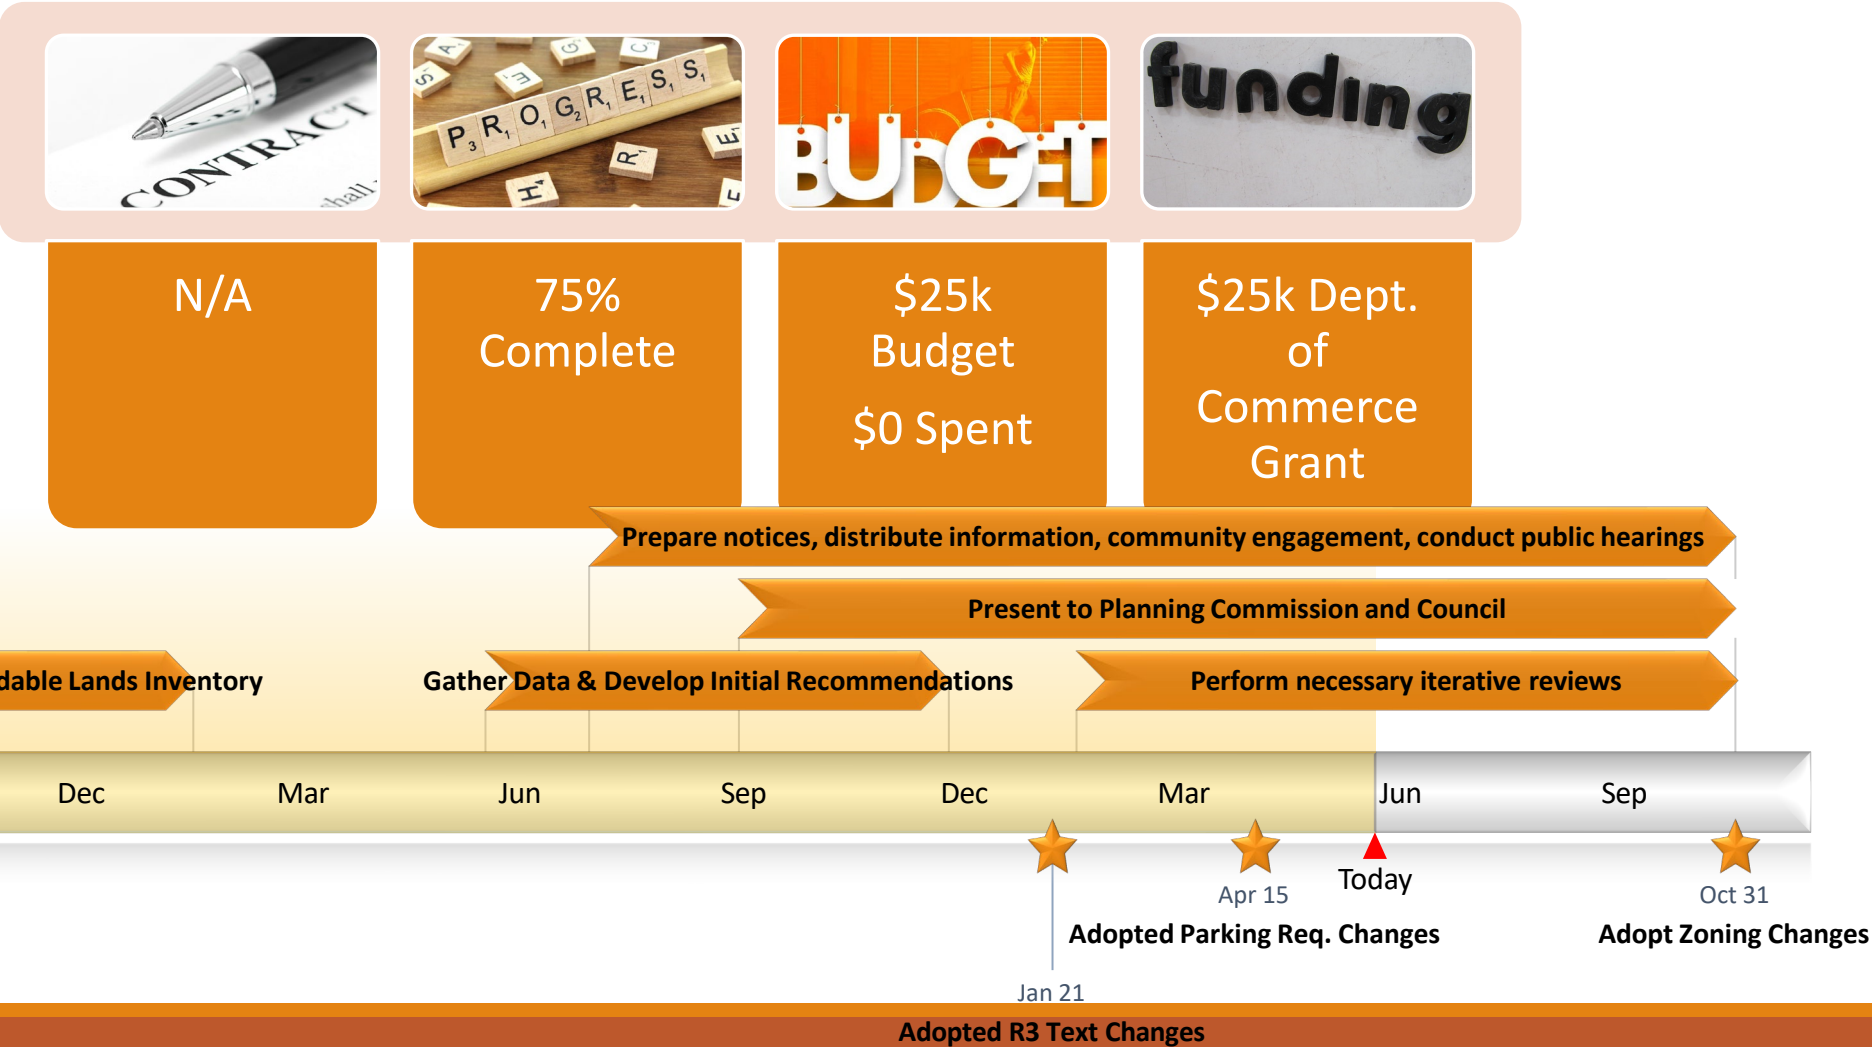 CONTRACT
shall
PROGRESS
BUDGET
funding
N/A
75%
Complete
$25k
Budget
$0 Spent
$25k Dept.
of
Commerce
Grant
Prepare notices, distribute information, community engagement, conduct public hearings
Present to Planning Commission and Council
dable Lands Inventory
Gather Data & Develop Initial Recommendations
Perform necessary iterative reviews
Dec
Mar
Jun
Sep
Dec
Mar
Jun
Sep
Today
Apr 15
Oct 31
Adopted Parking Req. Changes
Adopt Zoning Changes
Jan 21
Adopted R3 Text Changes